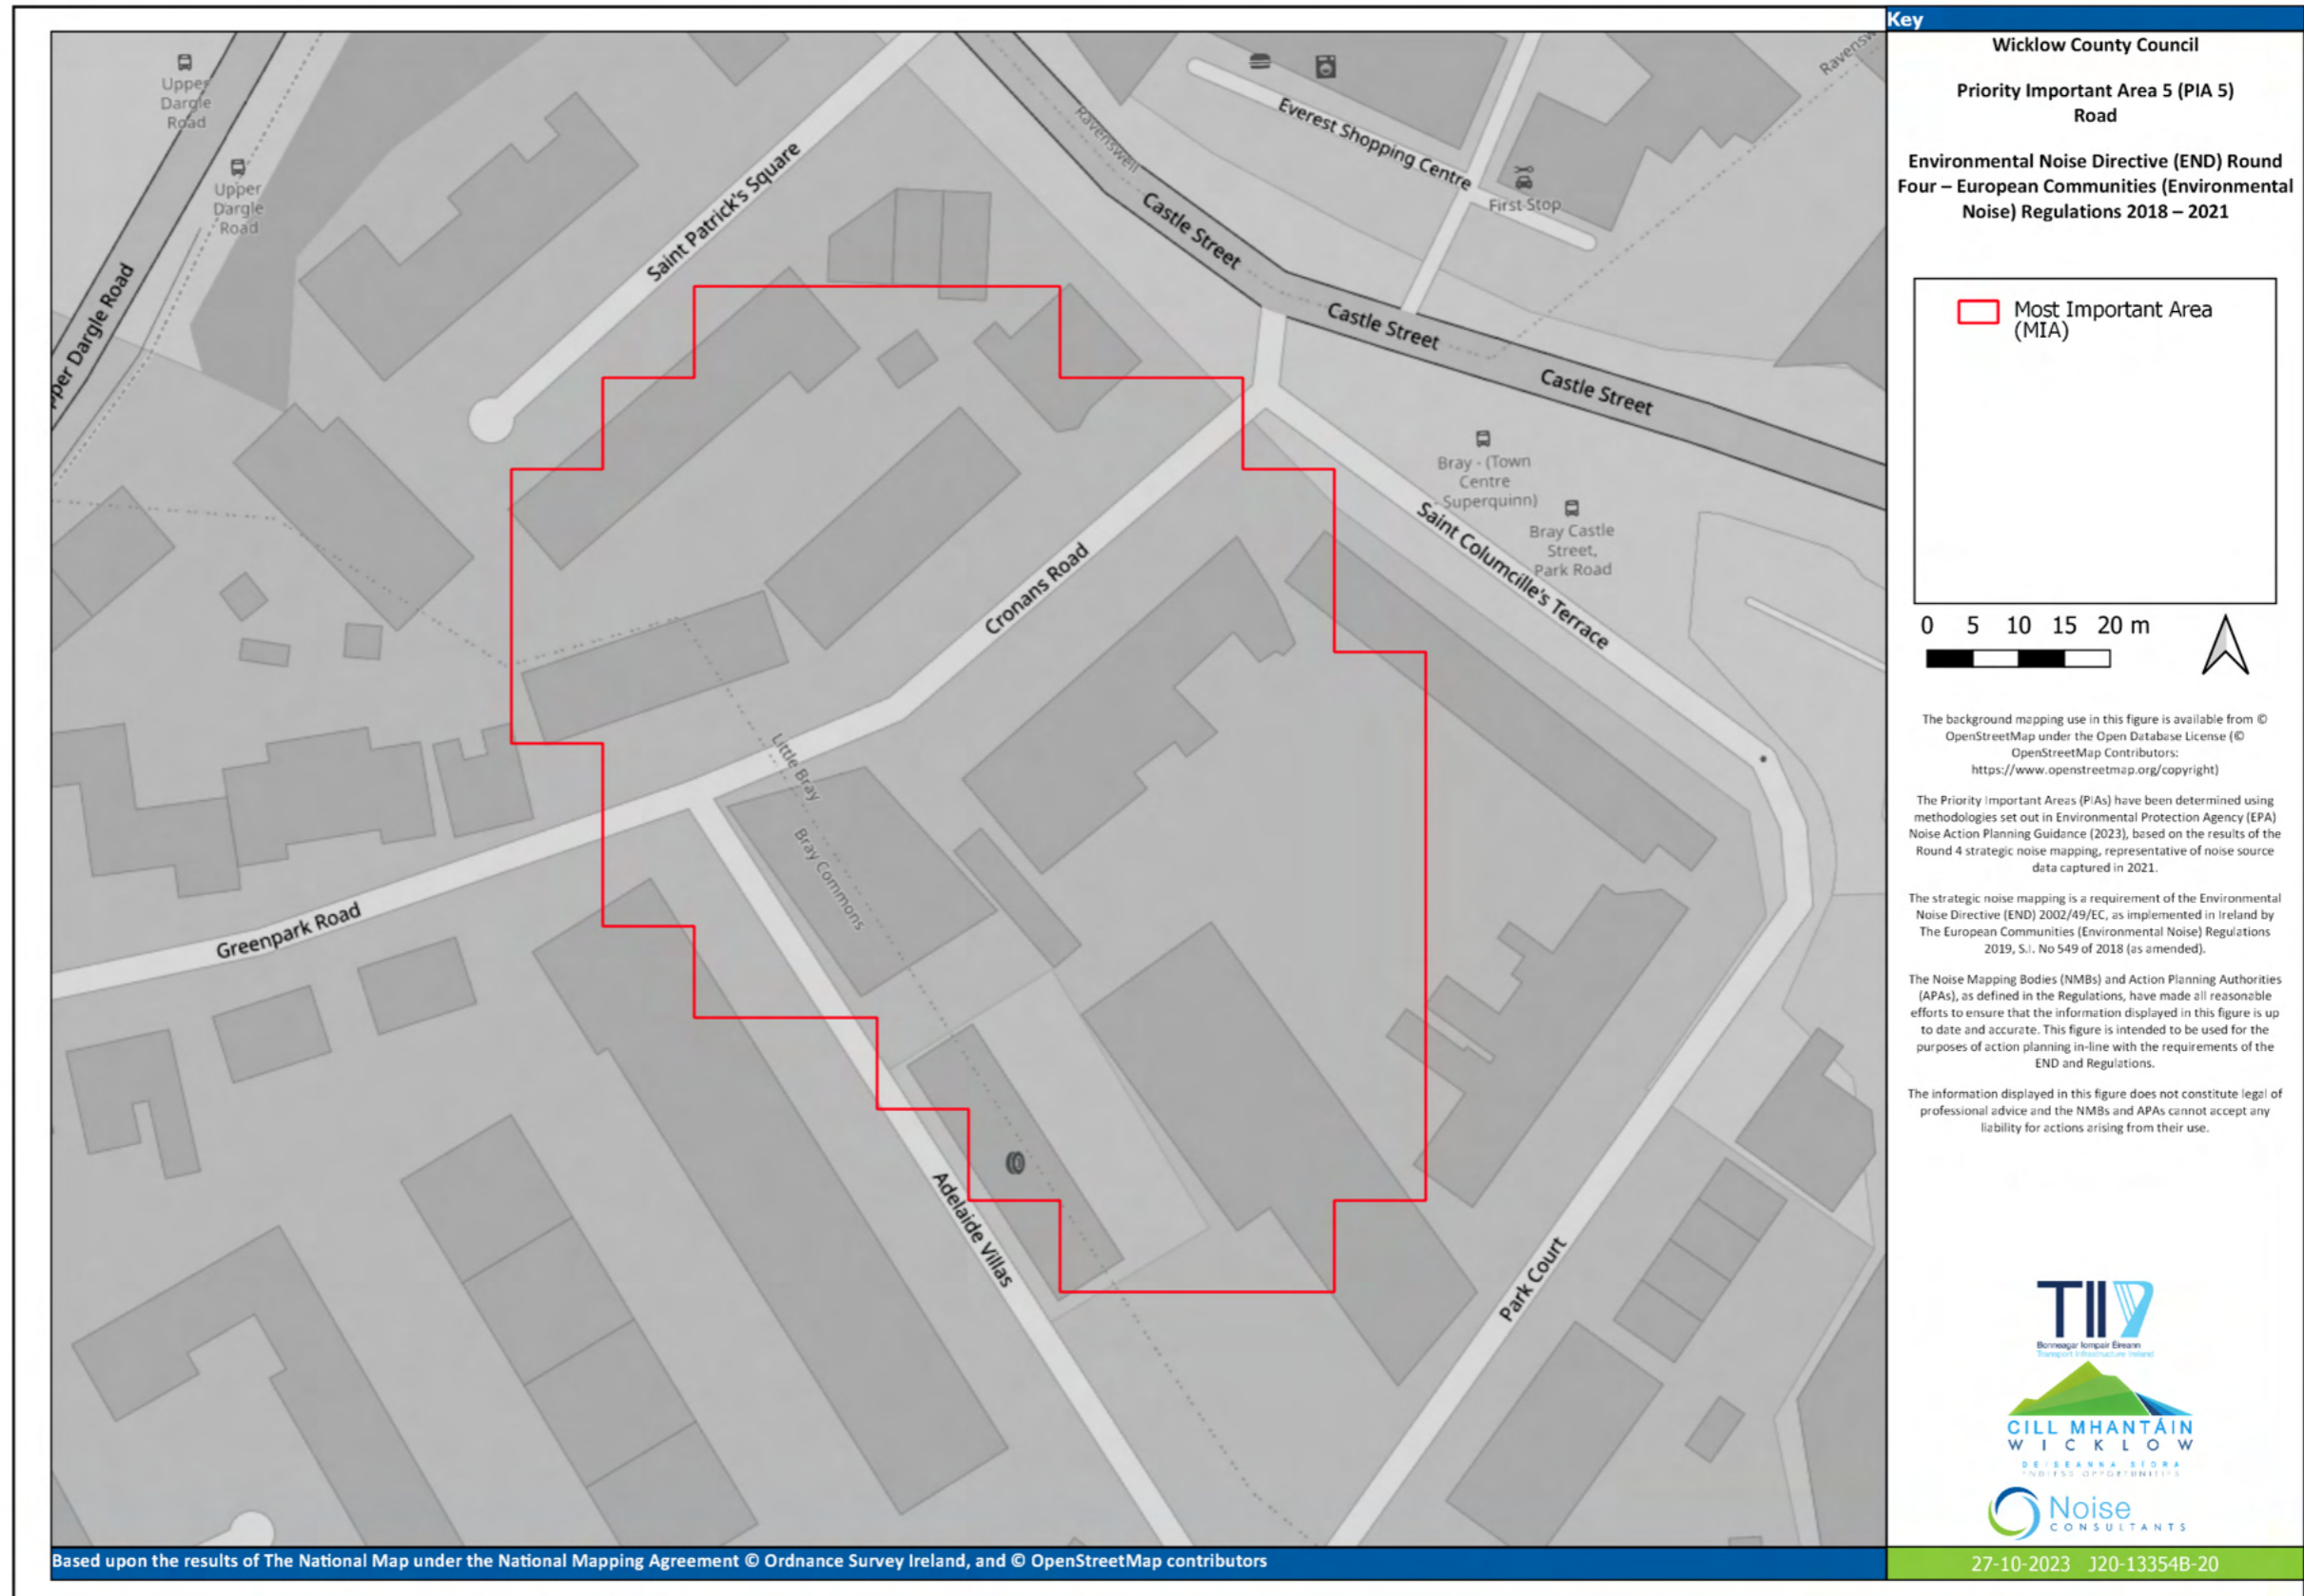 Upper
Dargle
Road
Upper
Dargle
Road
pper Dargle Road
Saint Patrick's Square
Ravenswell
Everest Shopping Centre
First Stop
Ravensw
Castle Street
Castle Street
Castle Street
Bray - (Town
Centre
- Superquinn)
Bray Castle
Street,
Park Road
Saint Columcille's Terrace
Cronans Road
Little Bray
Bray Commons
Greenpark Road
Adelaide Villas
Park Court
Based upon the results of The National Map under the National Mapping Agreement © Ordnance Survey Ireland, and © OpenStreetMap contributors
Key
Wicklow County Council
Priority Important Area 5 (PIA 5)
Road
Environmental Noise Directive (END) Round
Four – European Communities (Environmental
Noise) Regulations 2018 – 2021
Most Important Area
(MIA)
0 5 10 15 20 m
The background mapping use in this figure is available from ©
OpenStreetMap under the Open Database License (©
OpenStreetMap Contributors:
https://www.openstreetmap.org/copyright)
The Priority Important Areas (PIAs) have been determined using
methodologies set out in Environmental Protection Agency (EPA)
Noise Action Planning Guidance (2023), based on the results of the
Round 4 strategic noise mapping, representative of noise source
data captured in 2021.
The strategic noise mapping is a requirement of the Environmental
Noise Directive (END) 2002/49/EC, as implemented in Ireland by
The European Communities (Environmental Noise) Regulations
2019, S.I. No 549 of 2018 (as amended).
The Noise Mapping Bodies (NMBs) and Action Planning Authorities
(APAs), as defined in the Regulations, have made all reasonable
efforts to ensure that the information displayed in this figure is up
to date and accurate. This figure is intended to be used for the
purposes of action planning in-line with the requirements of the
END and Regulations.
The information displayed in this figure does not constitute legal of
professional advice and the NMBs and APAs cannot accept any
liability for actions arising from their use.
TII
Bonneagar Iompair Éireann
Transport Infrastructure Ireland
CILL MHANTÁIN
WICKLOW
DEISEANNA SÍORA
ENDLESS OPPORTUNITIES
Noise
CONSULTANTS
27-10-2023 J20-13354B-20